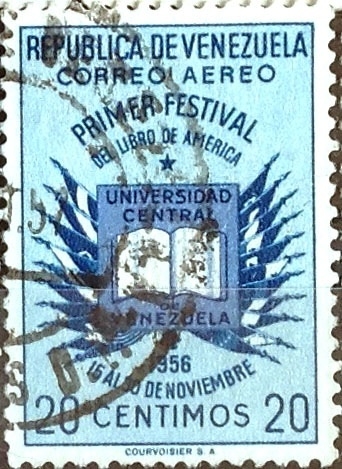 REPUBLICA DE VENEZUELA
CORREO AEREO
PRIMER FESTIVAL
DEL LIBRO DE AMERICA
UNIVERSIDAD
CENTRAL
DE
VENEZUELA
1956
15 AL 30 DE NOVIEMBRE
20 CENTIMOS 20
COURVOISIER S.A